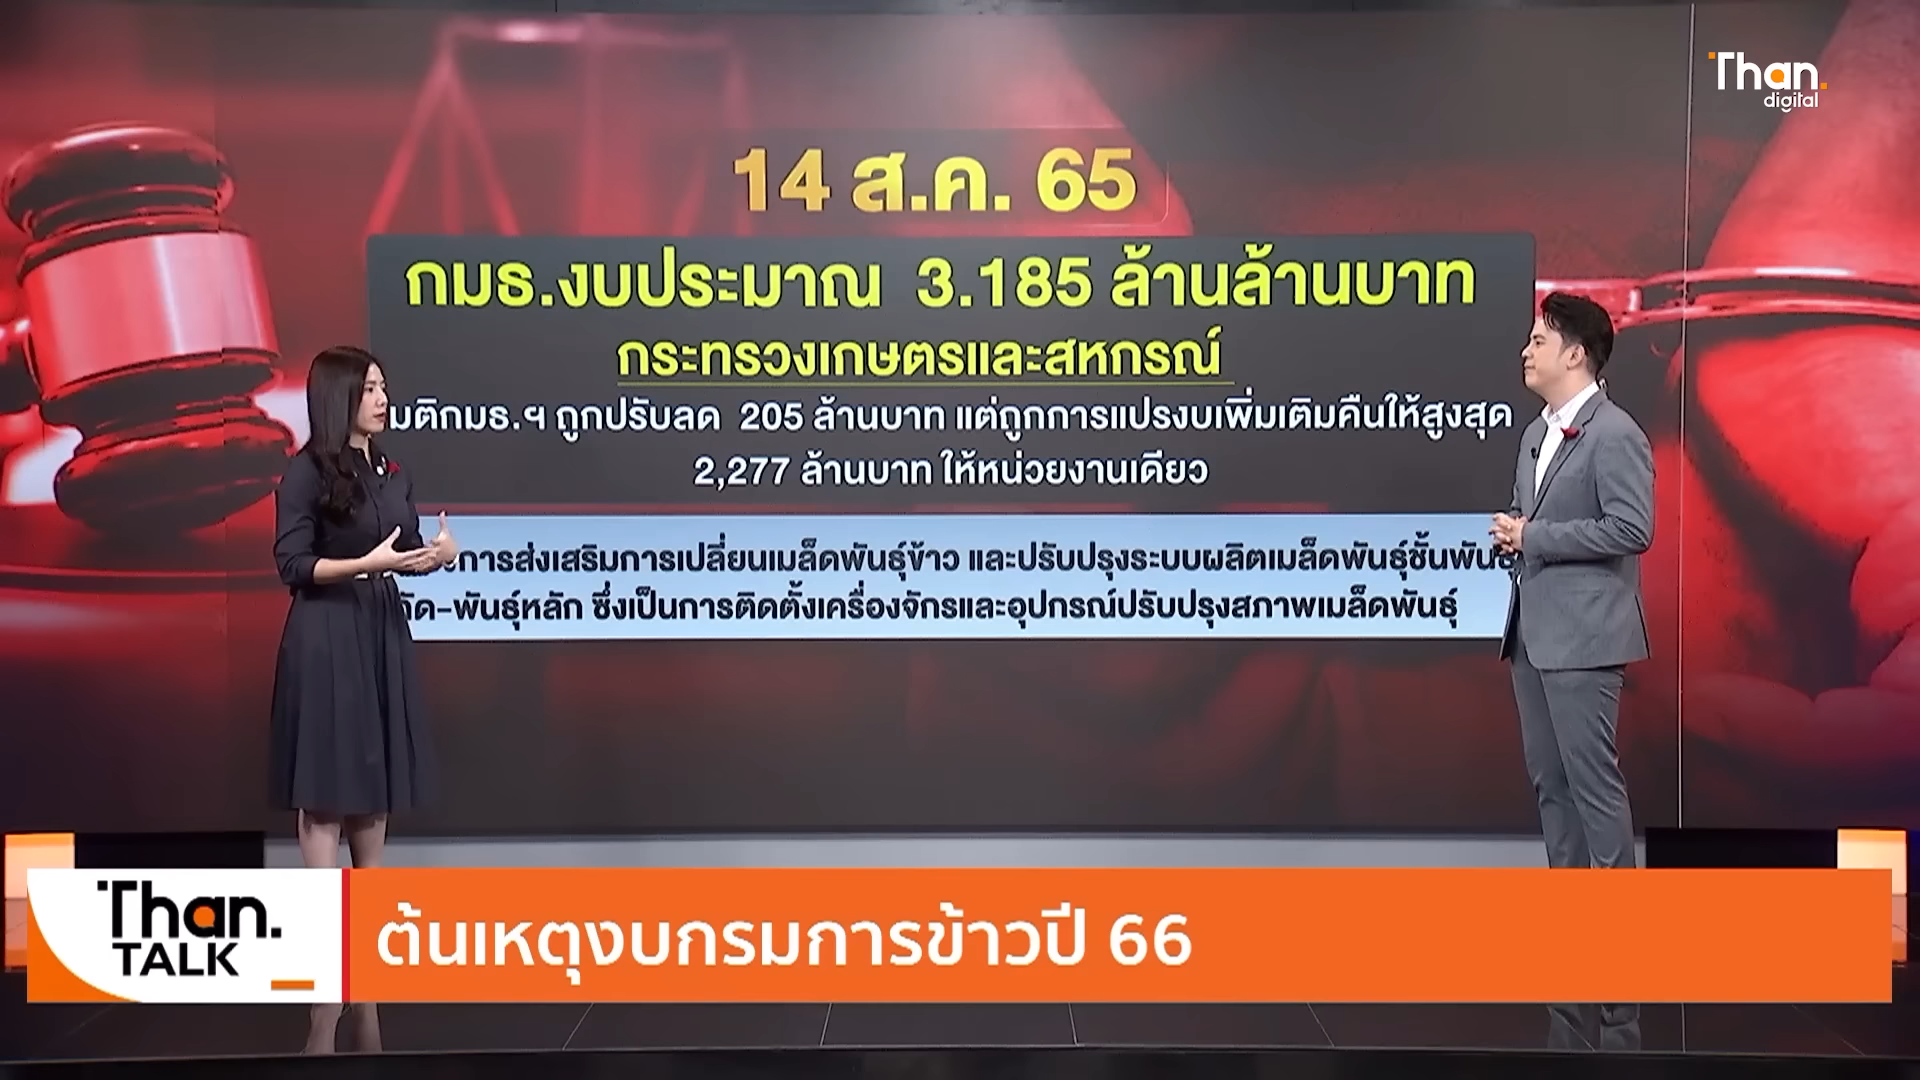 Than.
digital
14 ส.ค. 65
กมธ.งบประมาณ 3.185 ล้านล้านบาท
กระทรวงเกษตรและสหกรณ์
มติกมธ.ฯ ถูกปรับลด 205 ล้านบาท แต่ถูกการแปรงบเพิ่มเติมคืนให้สูงสุด
2,277 ล้านบาท ให้หน่วยงานเดียว
การส่งเสริมการเปลี่ยนเมล็ดพันธุ์ข้าว และปรับปรุงระบบผลิตเมล็ดพันธุ์ชั้นพันธุ์
-พันธุ์หลัก ซึ่งเป็นการติดตั้งเครื่องจักรและอุปกรณ์ปรับปรุงสภาพเมล็ดพันธุ์
Than.
TALK
ต้นเหตุงบกรมการข้าวปี 66